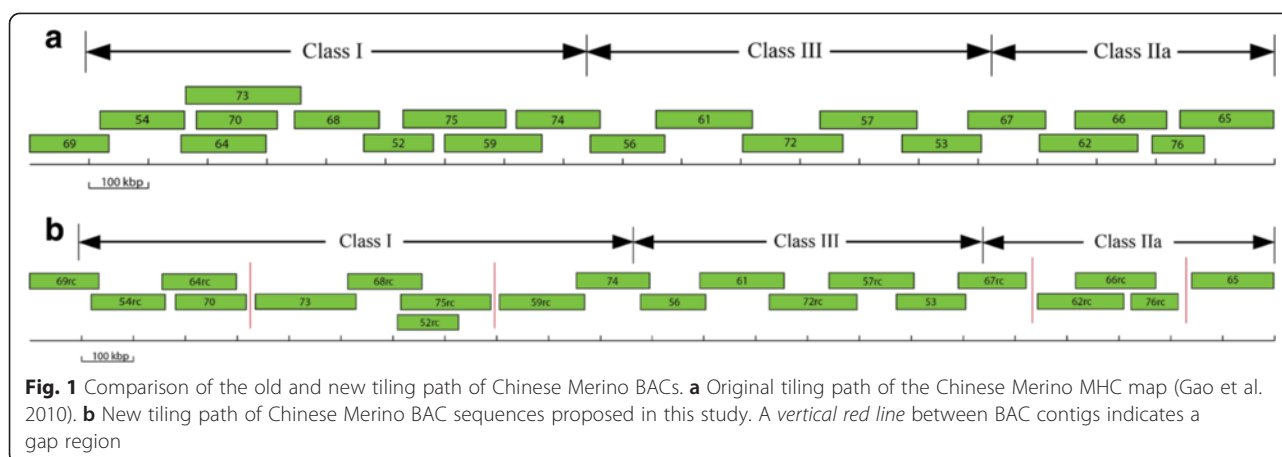 a
Class I
Class III
Class IIa
73
54 70 68 75 74 61 57 67 66 65
69 64 52 59 56 72 53 62 76
100 kbp
b
Class I
Class III
Class IIa
69rc 64rc 68rc 74 61 57rc 67rc 66rc 65
54rc 70 73 75rc 59rc 56 72rc 53 62rc 76rc
52rc
100 kbp
Fig. 1 Comparison of the old and new tiling path of Chinese Merino BACs. a Original tiling path of the Chinese Merino MHC map (Gao et al.
2010). b New tiling path of Chinese Merino BAC sequences proposed in this study. A vertical red line between BAC contigs indicates a
gap region